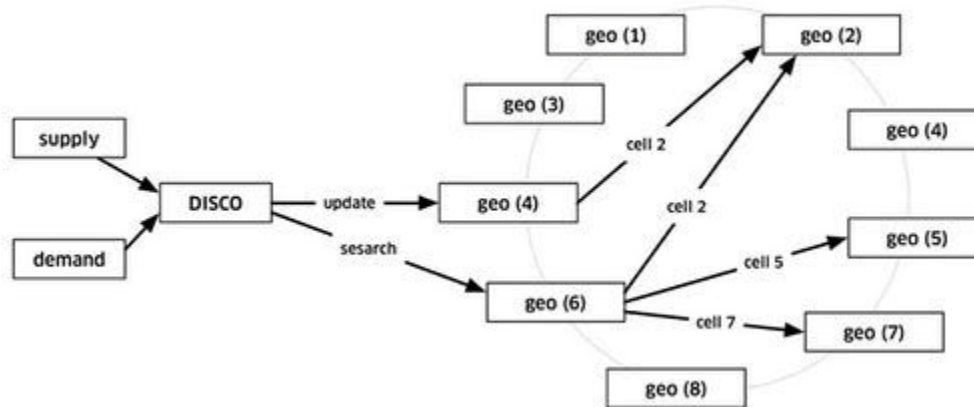 geo (1)
geo (2)
geo (3)
supply
geo (4)
cell 2
DISCO
update
geo (4)
cell 2
demand
sesarch
geo (5)
cell 5
geo (6)
cell 7
geo (7)
geo (8)